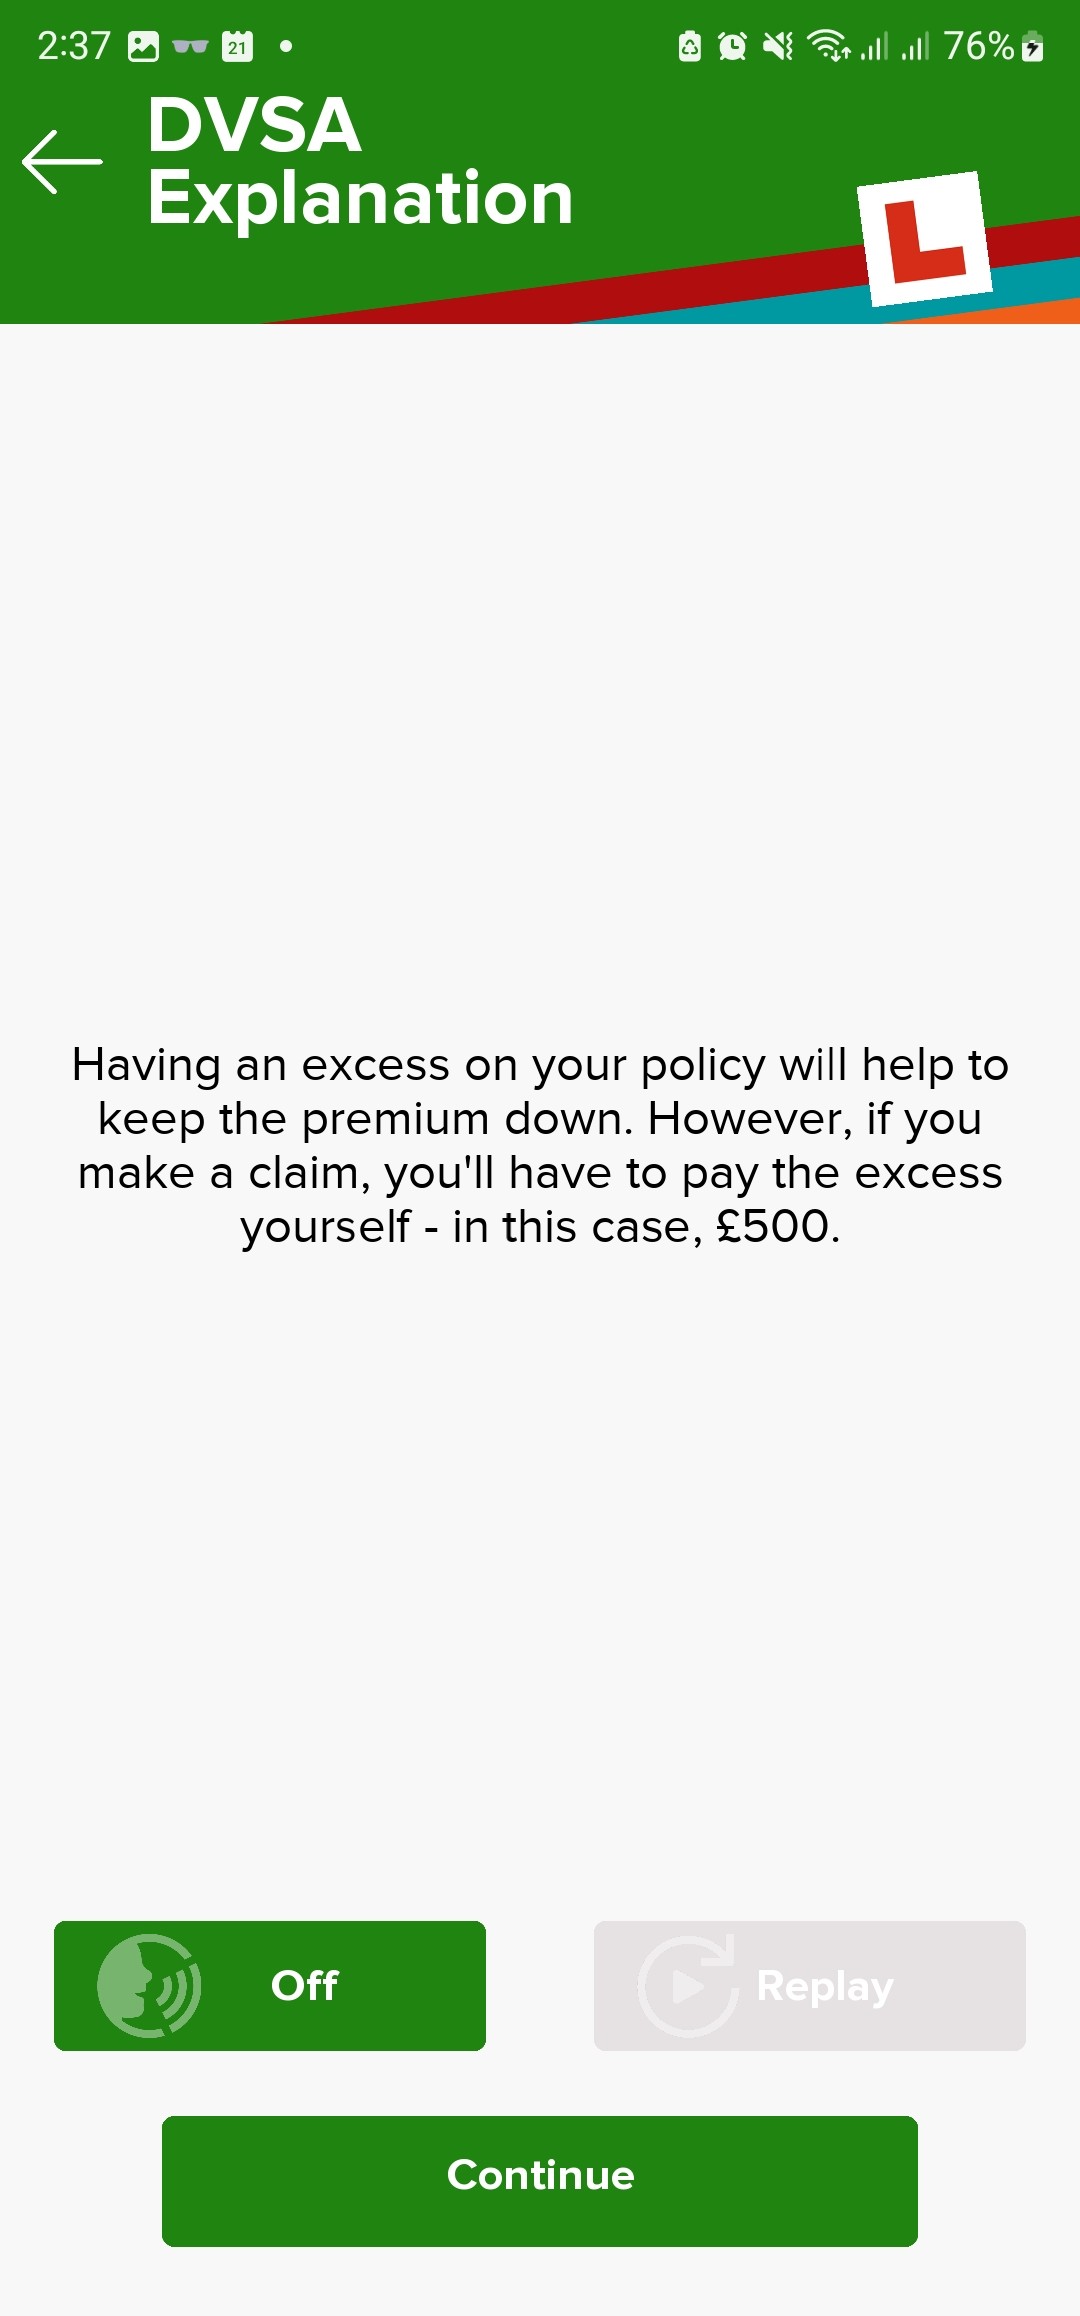 2:37 21 76%
DVSA
Explanation
L
Having an excess on your policy will help to
keep the premium down. However, if you
make a claim, you'll have to pay the excess
yourself - in this case, £500.
Off Replay
Continue